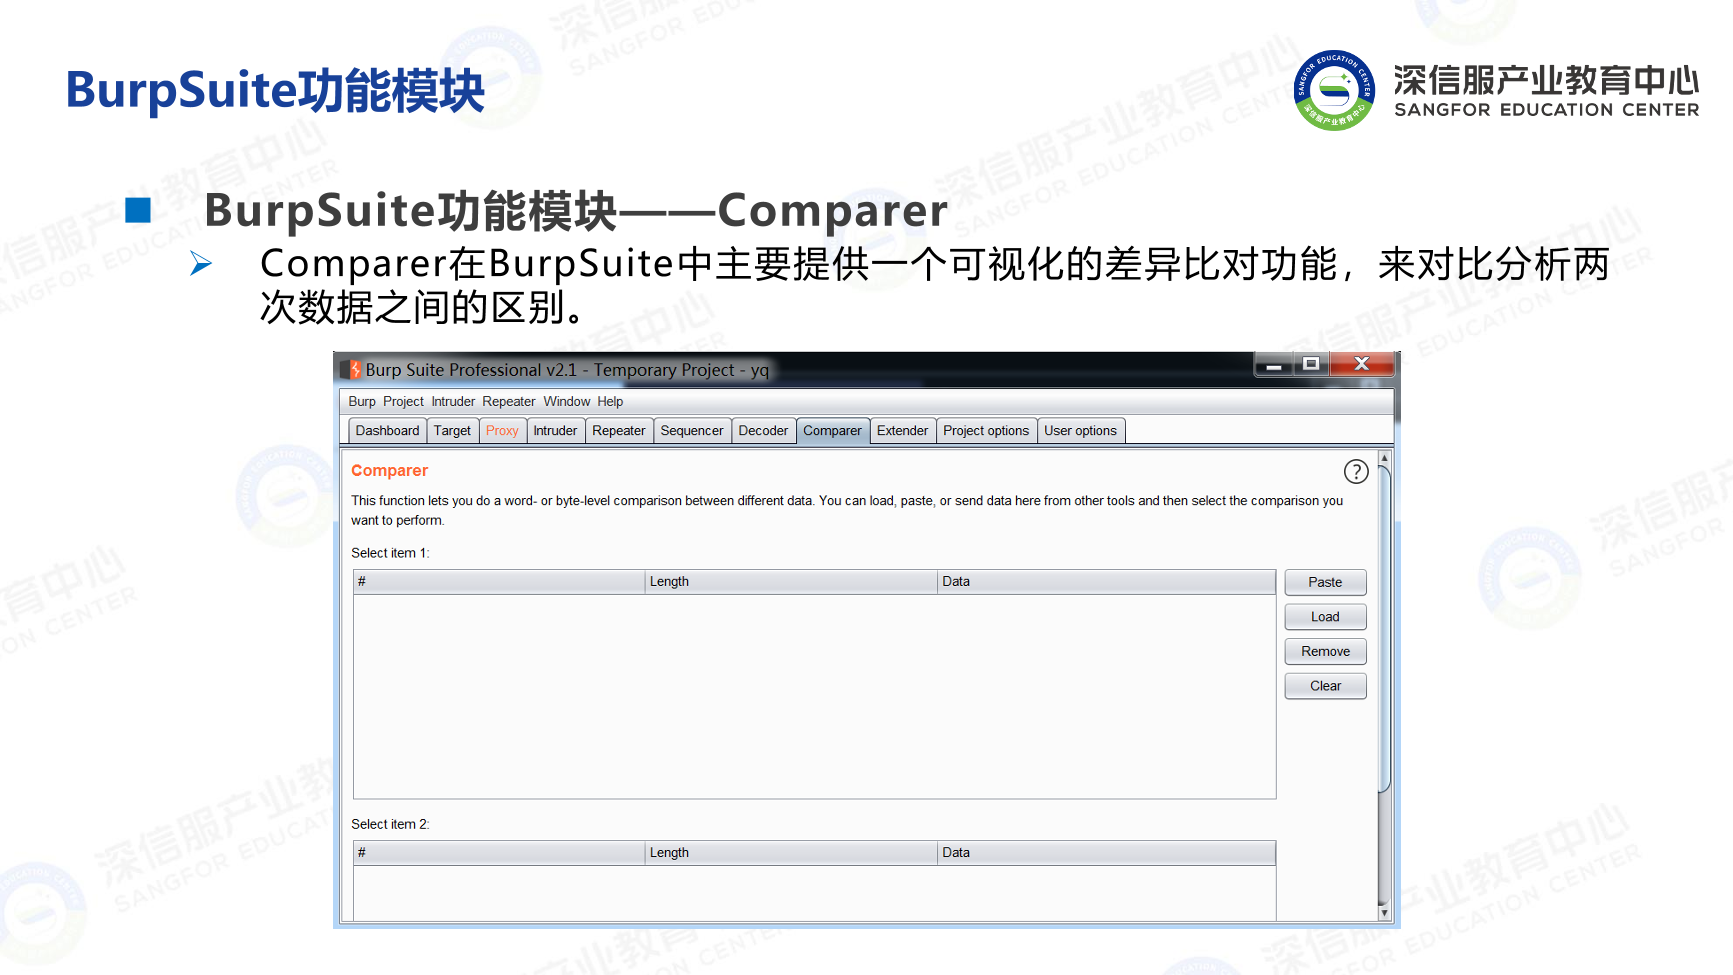 BurpSuite功能模块
深信服产业教育中心
SANGFOR EDUCATION CENTER
BurpSuite功能模块——Comparer
Comparer在BurpSuite中主要提供一个可视化的差异比对功能，来对比分析两
次数据之间的区别。
Burp Suite Professional v2.1 - Temporary Project - yq
Burp Project Intruder Repeater Window Help
Dashboard Target Proxy Intruder Repeater Sequencer Decoder Comparer Extender Project options User options
Comparer
?
This function lets you do a word- or byte-level comparison between different data. You can load, paste, or send data here from other tools and then select the comparison you
want to perform.
Select item 1:
# Length Data
Paste
Load
Remove
Clear
Select item 2:
# Length Data